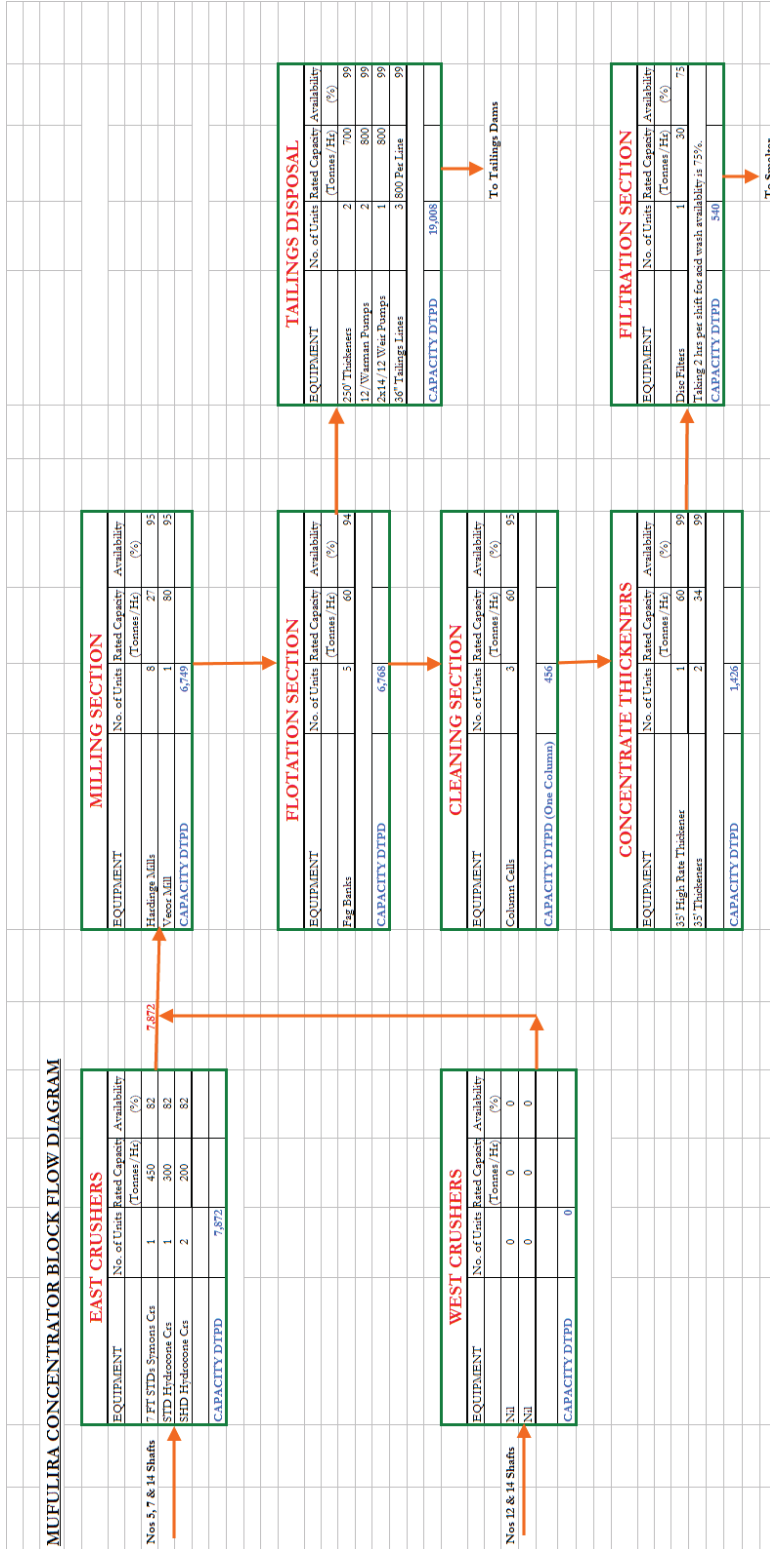 MUFULIRA CONCENTRATOR BLOCK FLOW DIAGRAM
Nos 5, 7 & 14 Shafts
EAST CRUSHERS
EQUIPMENT No. of Units Rated Capacity Availability
(Tonnes/Hr) (%)
7 FT STDs Symons Crs 1 450 82
STD Hydrocone Crs 1 300 82
SHD Hydrocone Crs 2 200 82
CAPACITY DTPD 7,872
Nos 12 & 14 Shafts
WEST CRUSHERS
EQUIPMENT No. of Units Rated Capacity Availability
(Tonnes/Hr) (%)
Nil 0 0 0
Nil 0 0 0
CAPACITY DTPD 0
7,872
MILLING SECTION
EQUIPMENT No. of Units Rated Capacity Availability
(Tonnes/Hr) (%)
Hardinge Mills 8 27 95
Vecor Mill 1 80 95
CAPACITY DTPD 6,749
FLOTATION SECTION
EQUIPMENT No. of Units Rated Capacity Availability
(Tonnes/Hr) (%)
Fag Banks 5 60 94
CAPACITY DTPD 6,768
CLEANING SECTION
EQUIPMENT No. of Units Rated Capacity Availability
(Tonnes/Hr) (%)
Column Cells 3 60 95
CAPACITY DTPD (One Column) 456
CONCENTRATE THICKENERS
EQUIPMENT No. of Units Rated Capacity Availability
(Tonnes/Hr) (%)
35' High Rate Thickener 1 60 99
35' Thickeners 2 34 99
CAPACITY DTPD 1,426
TAILINGS DISPOSAL
EQUIPMENT No. of Units Rated Capacity Availability
(Tonnes/Hr) (%)
250' Thickeners 2 700 99
12/Warman Pumps 2 800 99
2x14/12 Weir Pumps 1 800 99
36" Tailings Lines 3 800 Per Line 99
CAPACITY DTPD 19,008
To Tailings Dams
FILTRATION SECTION
EQUIPMENT No. of Units Rated Capacity Availability
(Tonnes/Hr) (%)
Disc Filters 1 30 75
Taking 2 hrs per shift for acid wash availablity is 75%.
CAPACITY DTPD 540
To Smelter